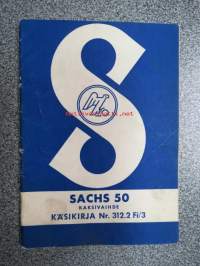 S
SACHS 50
KAKSIVAIHDE
KÄSIKIRJA Nr. 312.2 Fi/3